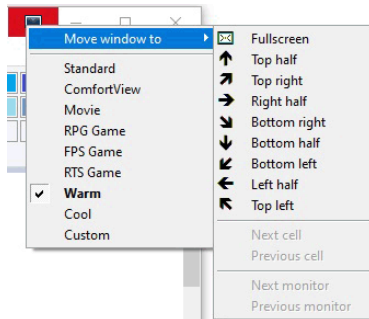 Move window to
Standard
ComfortView
Movie
RPG Game
FPS Game
RTS Game
Warm
Cool
Custom
Fullscreen
Top half
Top right
Right half
Bottom right
Bottom half
Bottom left
Left half
Top left
Next cell
Previous cell
Next monitor
Previous monitor